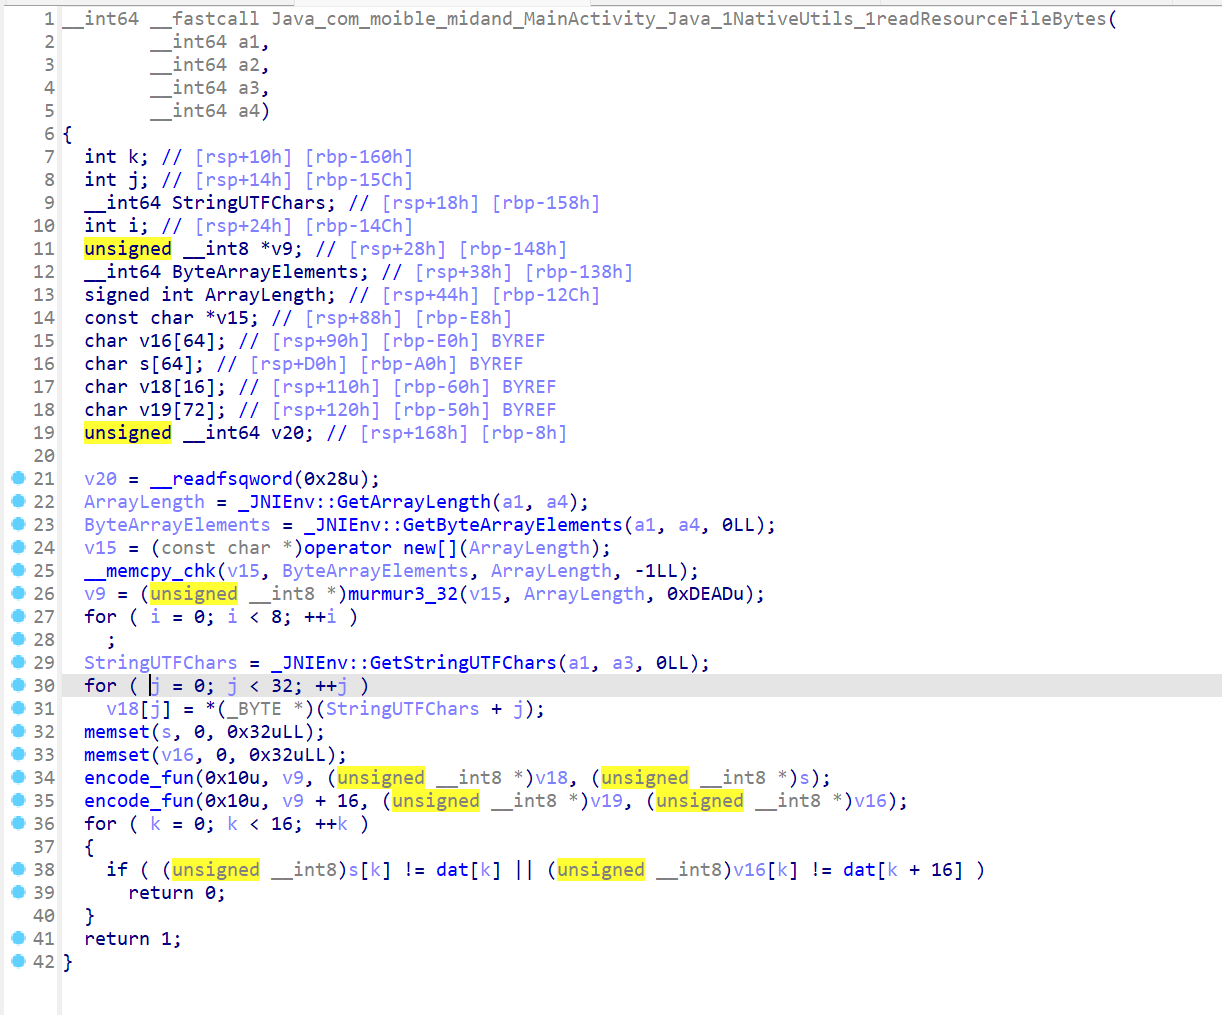 1 __int64 __fastcall Java_com_moible_midand_MainActivity_Java_1NativeUtils_1readResourceFileBytes(
2         __int64 a1,
3         __int64 a2,
4         __int64 a3,
5         __int64 a4)
6 {
7   int k; // [rsp+10h] [rbp-160h]
8   int j; // [rsp+14h] [rbp-15Ch]
9   __int64 StringUTFChars; // [rsp+18h] [rbp-158h]
10   int i; // [rsp+24h] [rbp-14Ch]
11   unsigned __int8 *v9; // [rsp+28h] [rbp-148h]
12   __int64 ByteArrayElements; // [rsp+38h] [rbp-138h]
13   signed int ArrayLength; // [rsp+44h] [rbp-12Ch]
14   const char *v15; // [rsp+88h] [rbp-E8h]
15   char v16[64]; // [rsp+90h] [rbp-E0h] BYREF
16   char s[64]; // [rsp+D0h] [rbp-A0h] BYREF
17   char v18[16]; // [rsp+110h] [rbp-60h] BYREF
18   char v19[72]; // [rsp+120h] [rbp-50h] BYREF
19   unsigned __int64 v20; // [rsp+168h] [rbp-8h]
20
21   v20 = __readfsqword(0x28u);
22   ArrayLength = _JNIEnv::GetArrayLength(a1, a4);
23   ByteArrayElements = _JNIEnv::GetByteArrayElements(a1, a4, 0LL);
24   v15 = (const char *)operator new[](ArrayLength);
25   __memcpy_chk(v15, ByteArrayElements, ArrayLength, -1LL);
26   v9 = (unsigned __int8 *)murmur3_32(v15, ArrayLength, 0xDEADu);
27   for ( i = 0; i < 8; ++i )
28     ;
29   StringUTFChars = _JNIEnv::GetStringUTFChars(a1, a3, 0LL);
30   for ( j = 0; j < 32; ++j )
31     v18[j] = *(_BYTE *)(StringUTFChars + j);
32   memset(s, 0, 0x32uLL);
33   memset(v16, 0, 0x32uLL);
34   encode_fun(0x10u, v9, (unsigned __int8 *)v18, (unsigned __int8 *)s);
35   encode_fun(0x10u, v9 + 16, (unsigned __int8 *)v19, (unsigned __int8 *)v16);
36   for ( k = 0; k < 16; ++k )
37   {
38     if ( (unsigned __int8)s[k] != dat[k] || (unsigned __int8)v16[k] != dat[k + 16] )
39       return 0;
40   }
41   return 1;
42 }